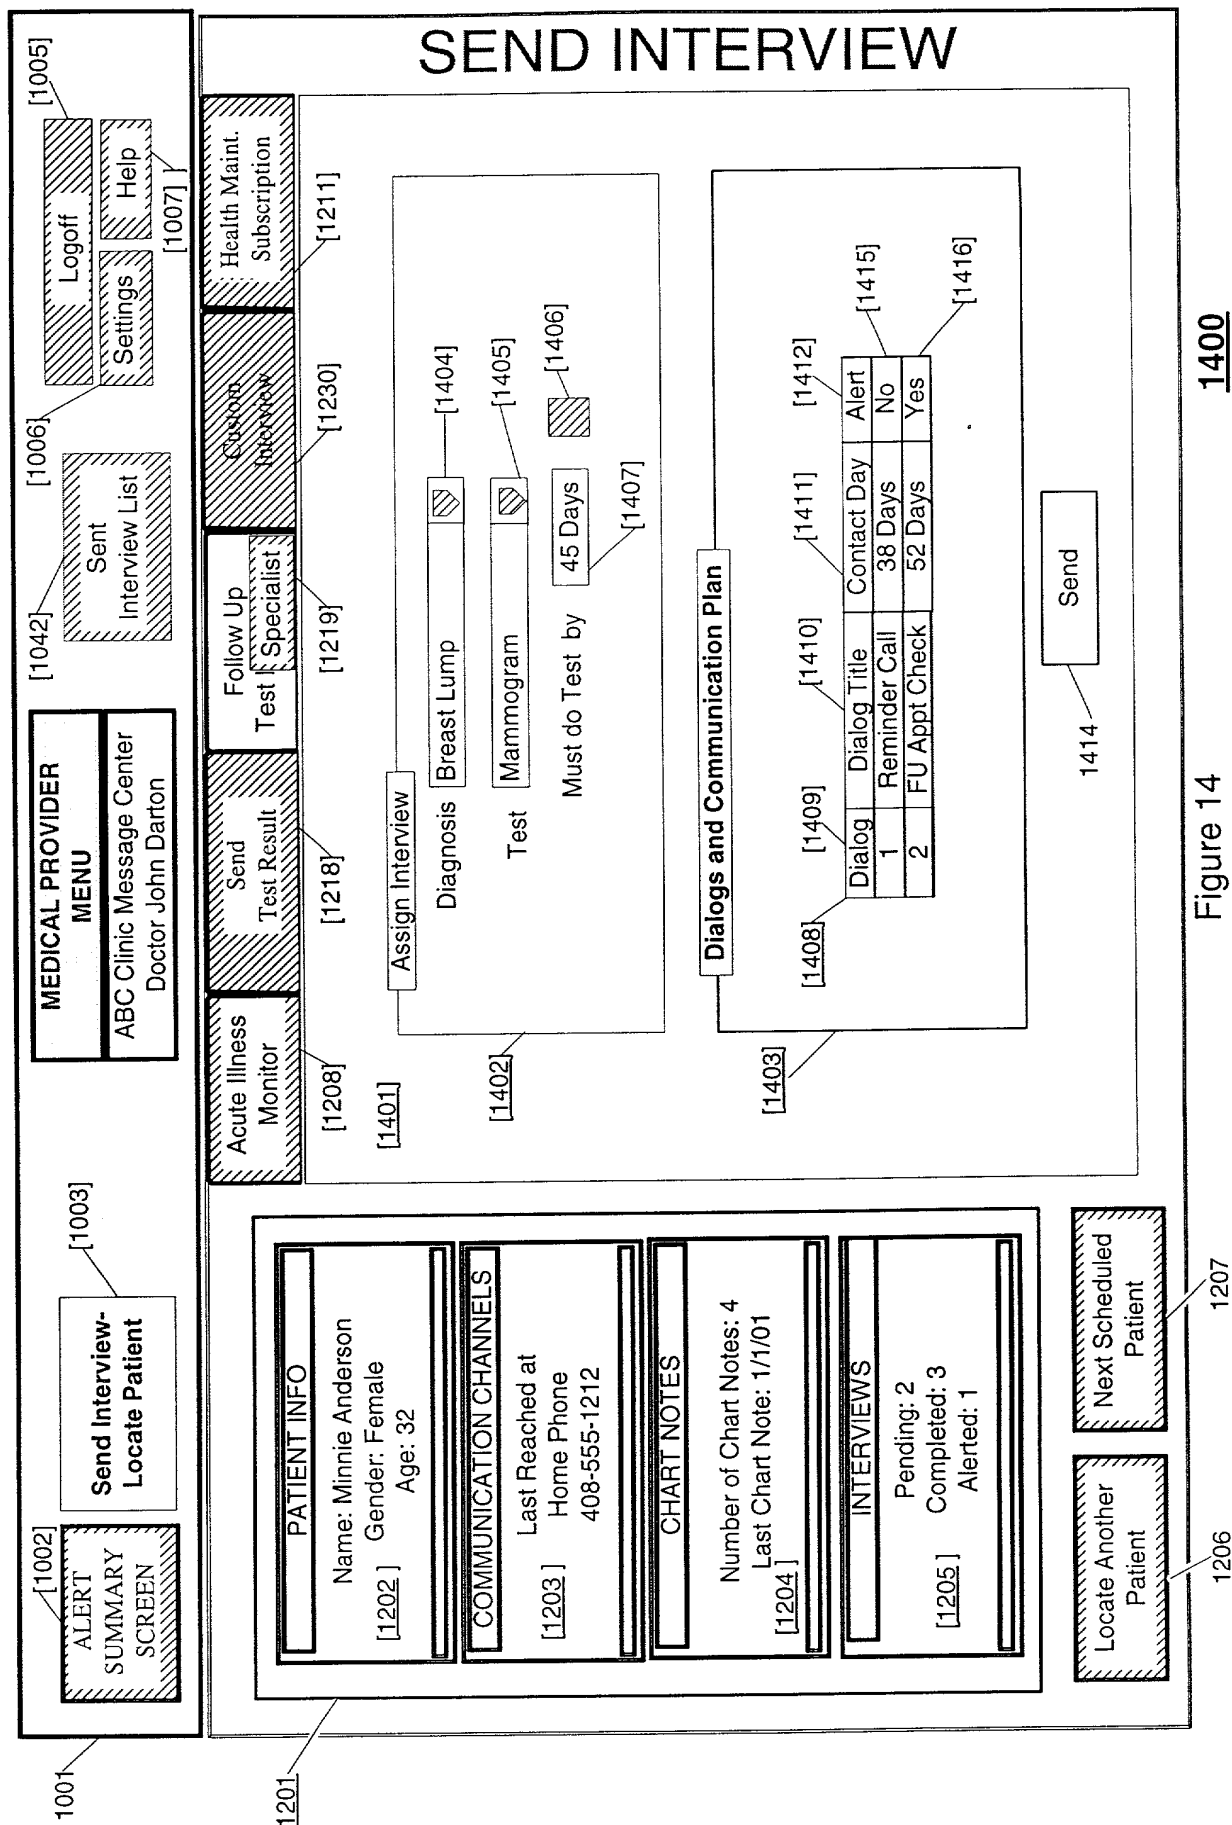 1001
[1002]
ALERT
SUMMARY
SCREEN
Send Interview-
Locate Patient
[1003]
MEDICAL PROVIDER
MENU
ABC Clinic Message Center
Doctor John Darton
[1042]
Sent
Interview List
[1006]
Logoff
Settings
Help
[1005]
[1007]
SEND INTERVIEW
Acute Illness
Monitor
[1208]
Send
Test Result
[1218]
Follow Up
Test
Specialist
[1219]
Custom
Interview
[1230]
Health Maint.
Subscription
[1211]
1201
PATIENT INFO
Name: Minnie Anderson
Gender: Female
Age: 32
[1202]
COMMUNICATION CHANNELS
Last Reached at
Home Phone
408-555-1212
[1203]
CHART NOTES
Number of Chart Notes: 4
Last Chart Note: 1/1/01
[1204]
INTERVIEWS
Pending: 2
Completed: 3
Alerted: 1
[1205]
Locate Another
Patient
1206
Next Scheduled
Patient
1207
[1401]
Assign Interview
Diagnosis Breast Lump
[1404]
Test Mammogram
[1405]
Must do Test by 45 Days
[1406]
[1407]
[1402]
Dialogs and Communication Plan
[1403]
[1408]
[1409]
[1410]
[1411]
[1412]
Dialog Dialog Title Contact Day Alert
1 Reminder Call 38 Days No
2 FU Appt Check 52 Days Yes
[1415]
[1416]
Send
1414
Figure 14
1400